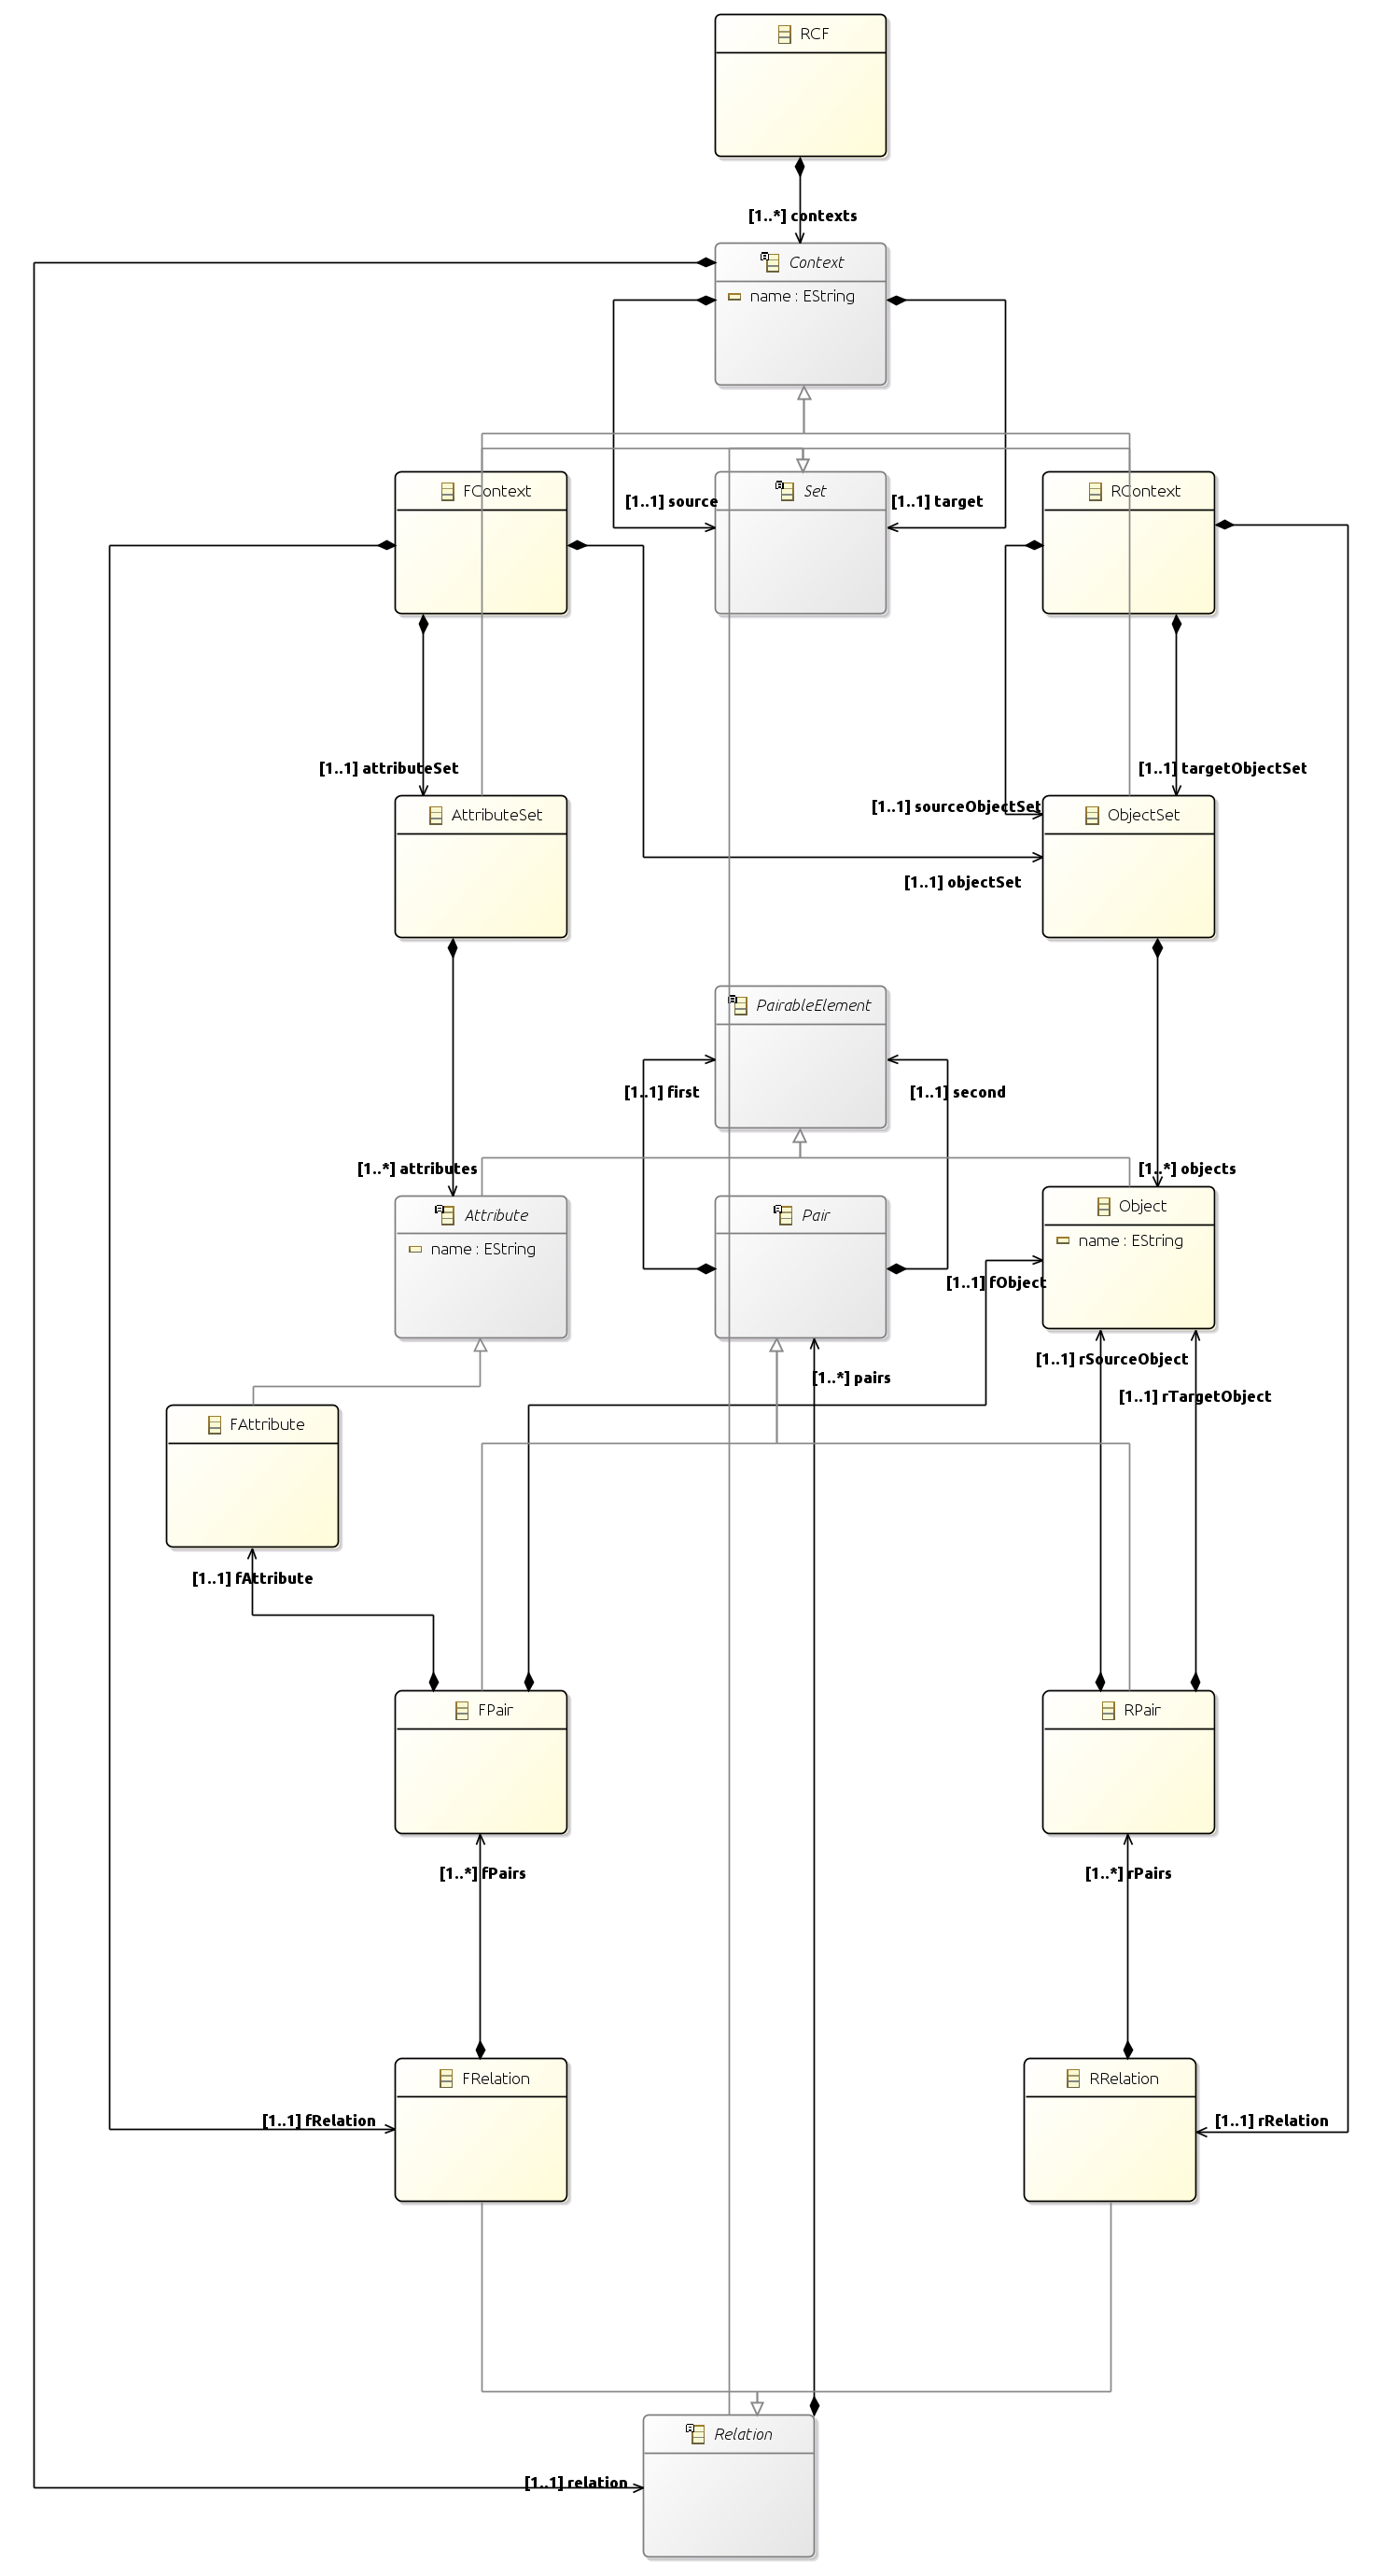 RCF
[1..*] contexts
Context
name : EString
FContext
Set
RContext
[1..1] source
[1..1] target
[1..1] attributeSet
[1..1] targetObjectSet
[1..1] sourceObjectSet
AttributeSet
ObjectSet
[1..1] objectSet
PairableElement
[1..1] first
[1..1] second
[1..*] attributes
[1..*] objects
Attribute
Pair
Object
name : EString
name : EString
[1..1] fObject
[1..1] rSourceObject
[1..*] pairs
[1..1] rTargetObject
FAttribute
[1..1] fAttribute
FPair
RPair
[1..*] fPairs
[1..*] rPairs
FRelation
RRelation
[1..1] fRelation
[1..1] rRelation
Relation
[1..1] relation